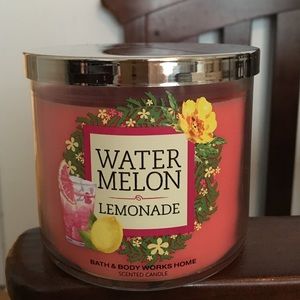 WATER
MELON
LEMONADE
BATH & BODY WORKS HOME
SCENTED CANDLE